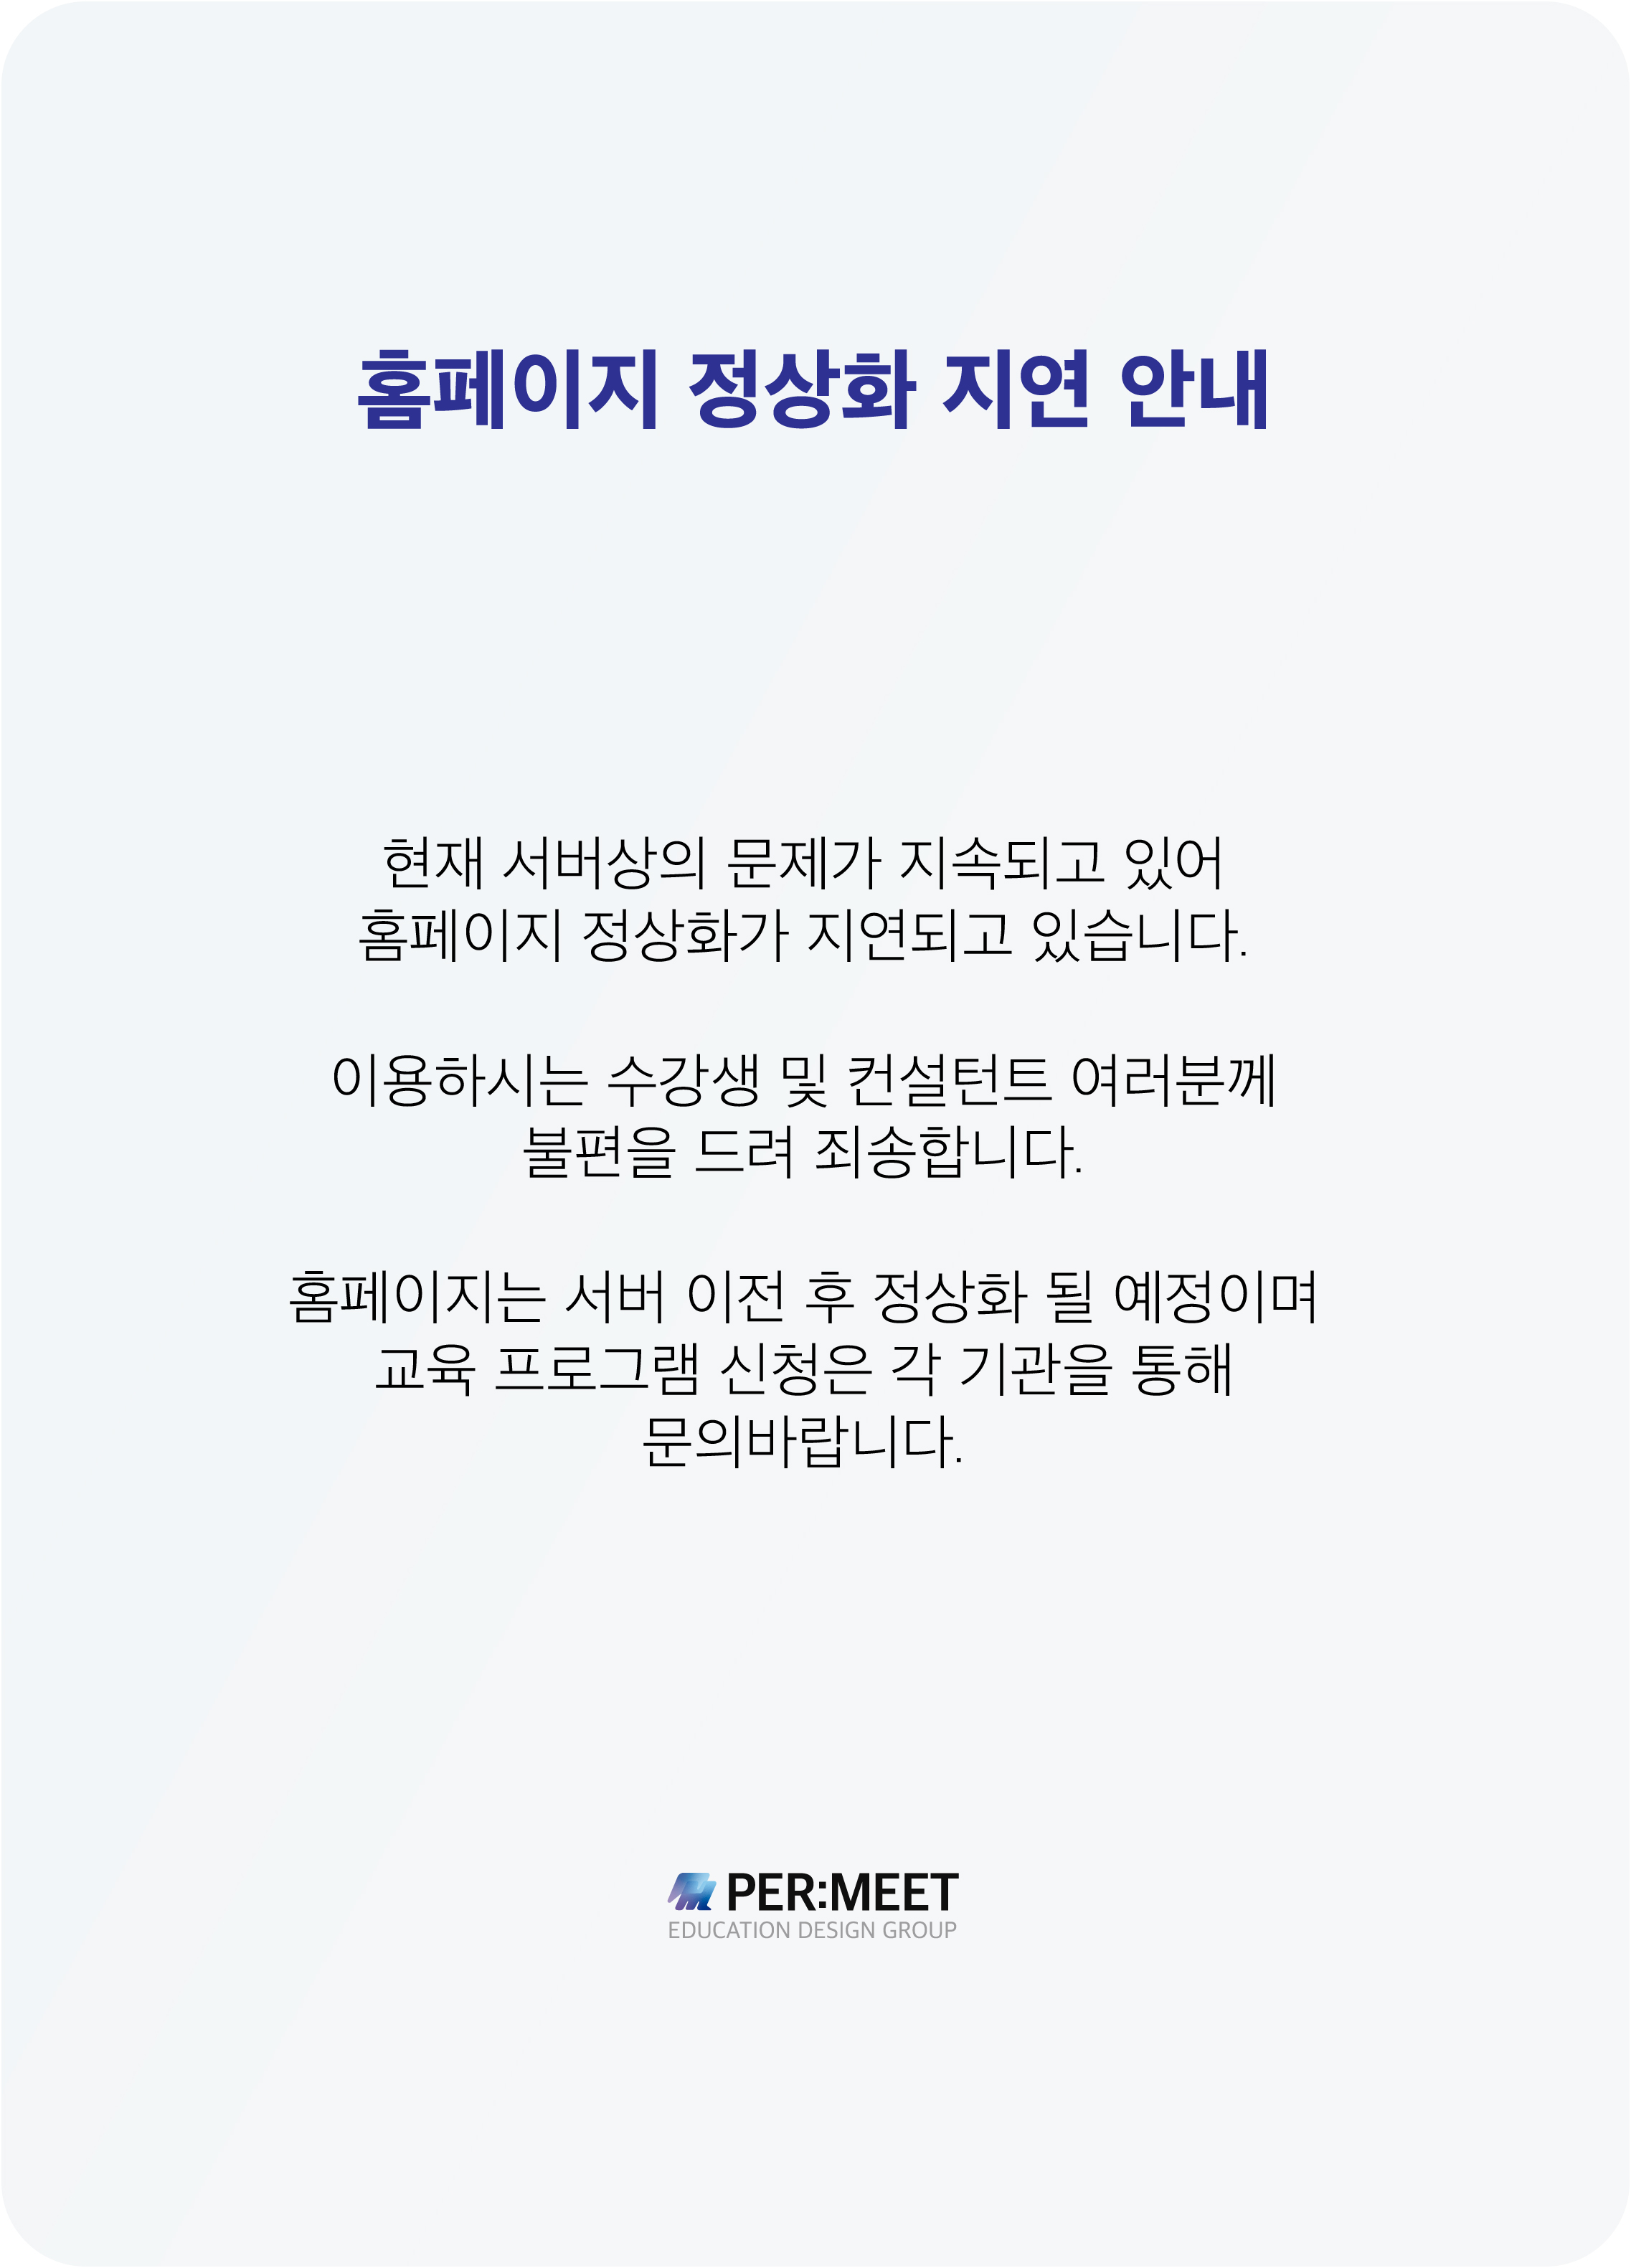 홈페이지 정상화 지연 안내
현재 서버상의 문제가 지속되고 있어
홈페이지 정상화가 지연되고 있습니다.
이용하시는 수강생 및 컨설턴트 여러분께
불편을 드려 죄송합니다.
홈페이지는 서버 이전 후 정상화 될 예정이며
교육 프로그램 신청은 각 기관을 통해
문의바랍니다.
PER:MEET
EDUCATION DESIGN GROUP